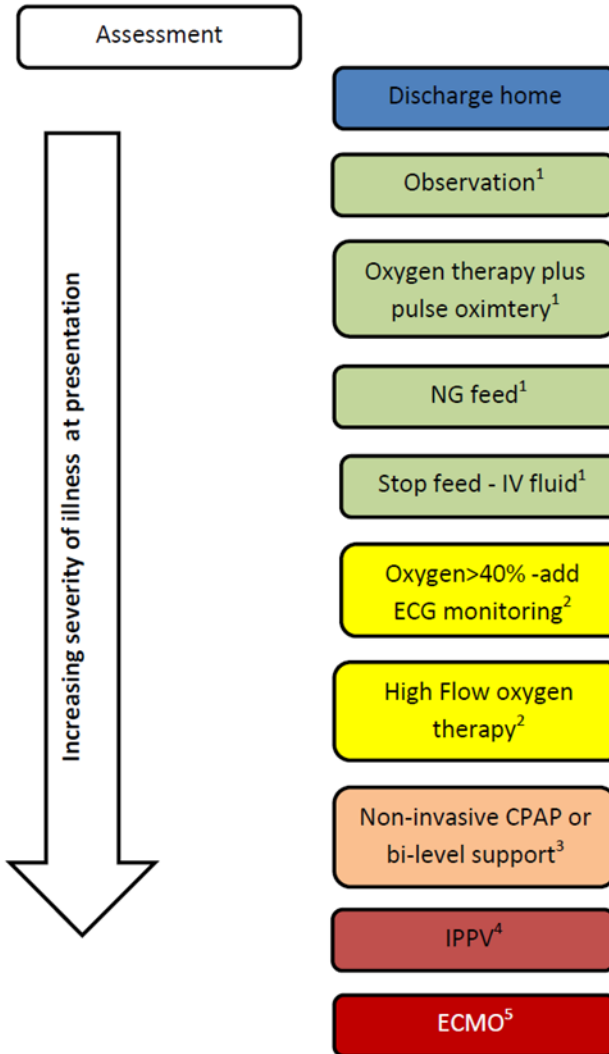 Assessment
Discharge home
Observation¹
Oxygen therapy plus
pulse oximtery¹
NG feed¹
Stop feed - IV fluid¹
Oxygen>40% -add
ECG monitoring²
High Flow oxygen
therapy²
Non-invasive CPAP or
bi-level support³
IPPV⁴
ECMO⁵
Increasing severity of illness at presentation